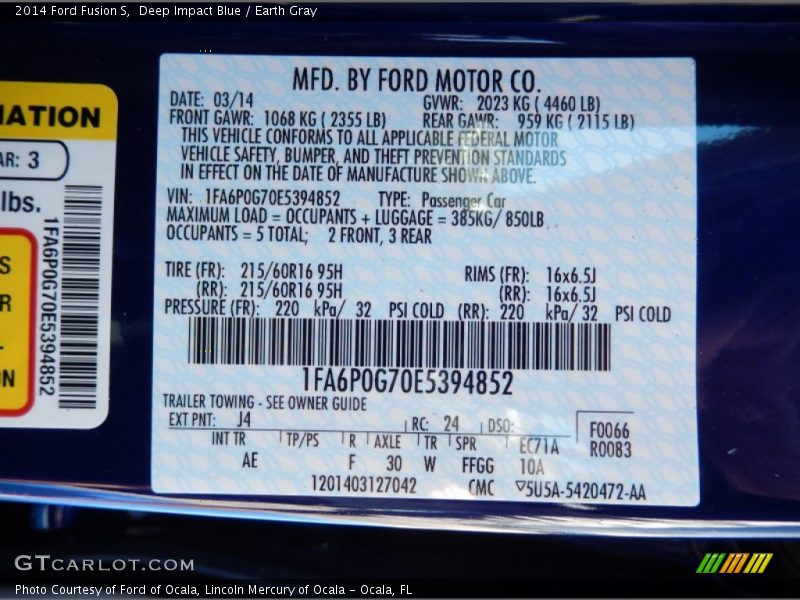 2014 Ford Fusion S, Deep Impact Blue / Earth Gray
MATION
AR: 3
lbs.
1FA6P0G70E5394852
S
R
N
MFD. BY FORD MOTOR CO.
DATE: 03/14 GVWR: 2023 KG ( 4460 LB)
FRONT GAWR: 1068 KG ( 2355 LB) REAR GAWR: 959 KG ( 2115 LB)
THIS VEHICLE CONFORMS TO ALL APPLICABLE FEDERAL MOTOR
VEHICLE SAFETY, BUMPER, AND THEFT PREVENTION STANDARDS
IN EFFECT ON THE DATE OF MANUFACTURE SHOWN ABOVE.
VIN: 1FA6P0G70E5394852 TYPE: Passenger Car
MAXIMUM LOAD = OCCUPANTS + LUGGAGE = 385KG/ 850LB
OCCUPANTS = 5 TOTAL; 2 FRONT, 3 REAR
TIRE (FR): 215/60R16 95H RIMS (FR): 16x6.5J
(RR): 215/60R16 95H (RR): 16x6.5J
PRESSURE (FR): 220 kPa/ 32 PSI COLD (RR): 220 kPa/ 32 PSI COLD
1FA6P0G70E5394852
TRAILER TOWING - SEE OWNER GUIDE
EXT PNT: J4 RC: 24 DSO: F0066
INT TR TP/PS R AXLE TR SPR EC71A R0083
AE F 30 W FFGG 10A
1201403127042 CMC ▽5U5A-5420472-AA
GTCARLOT.COM
Photo Courtesy of Ford of Ocala, Lincoln Mercury of Ocala - Ocala, FL